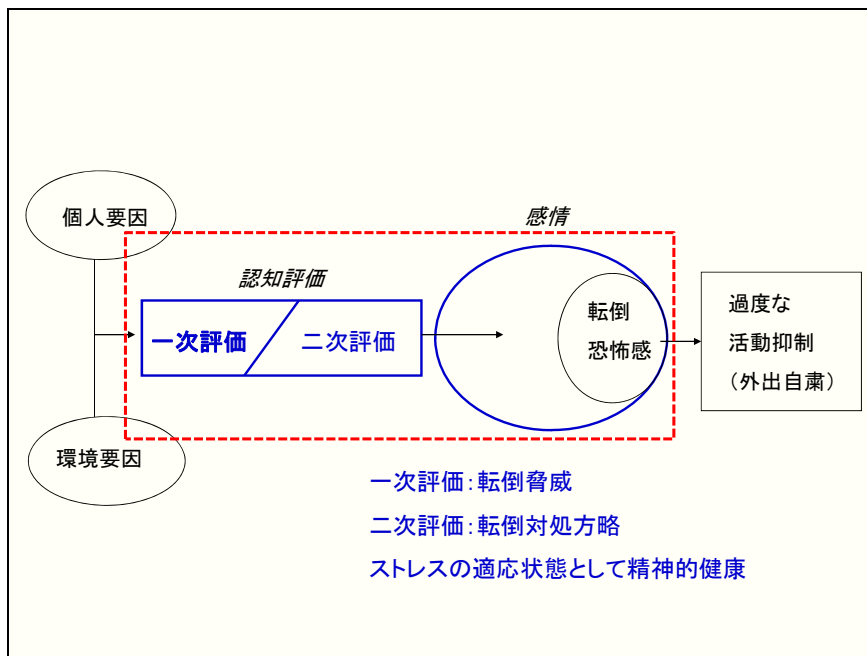 感情
個人要因
認知評価
一次評価
二次評価
転倒
恐怖感
過度な
活動抑制
（外出自粛）
環境要因
一次評価：転倒脅威
二次評価：転倒対処方略
ストレスの適応状態として精神的健康